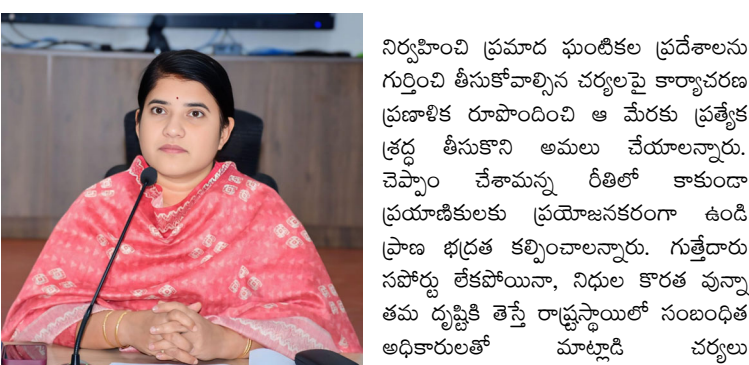 నిర్వహించి ప్రమాద ఘంటికల ప్రదేశాలను
గుర్తించి తీసుకోవాల్సిన చర్యలపై కార్యాచరణ
ప్రణాళిక రూపొందించి ఆ మేరకు ప్రత్యేక
శ్రద్ధ తీసుకొని అమలు చేయాలన్నారు.
చెప్పాం చేశామన్న రీతిలో కాకుండా
ప్రయాణికులకు ప్రయోజనకరంగా ఉండి
ప్రాణ భద్రత కల్పించాలన్నారు. గుత్తేదారు
సపోర్టు లేకపోయినా, నిధుల కొరత వున్నా
తమ దృష్టికి తెస్తే రాష్ట్రస్థాయిలో సంబంధిత
అధికారులతో మాట్లాడి చర్యలు